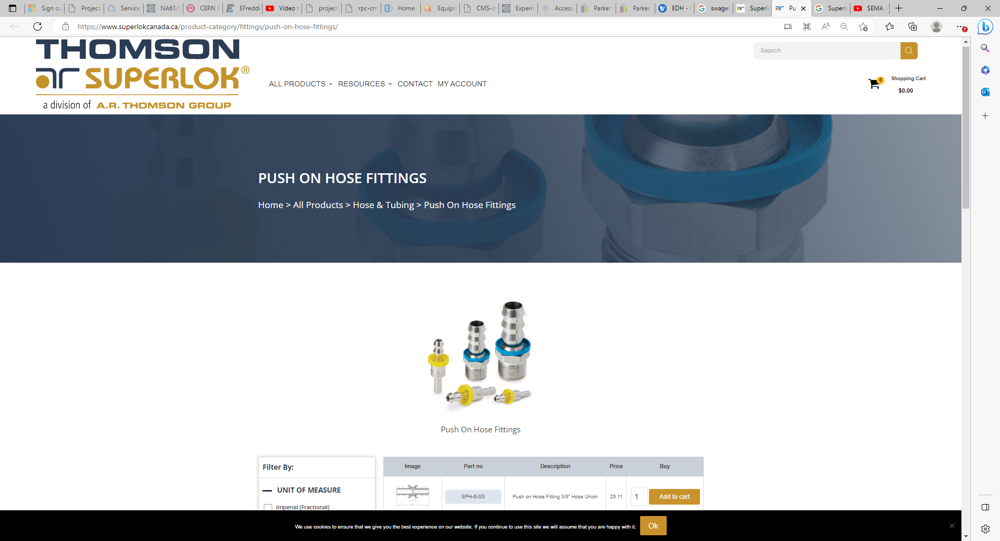 Sign ou
Project
Service
NA61/S
CERN P
EFreddi
Video t
project
rpc-cm
Home -
Equipm
CMS-d
Experim
Access
Parker
Parker
EDH -
swagel
Superlo
Pu
Superlo
SEMA
https://www.superlokcanada.ca/product-category/fittings/push-on-hose-fittings/
THOMSON
SUPERLOK®
a division of A.R. THOMSON GROUP
Search
ALL PRODUCTS RESOURCES CONTACT MY ACCOUNT
0
Shopping Cart
$0.00
PUSH ON HOSE FITTINGS
Home > All Products > Hose & Tubing > Push On Hose Fittings
Push On Hose Fittings
Filter By:
UNIT OF MEASURE
Imperial (Fractional)
Image Part no Description Price Buy
SPH-6-SS Push on Hose Fitting 3/8" Hose Union 25.11 1 Add to cart
We use cookies to ensure that we give you the best experience on our website. If you continue to use this site we will assume that you are happy with it. Ok